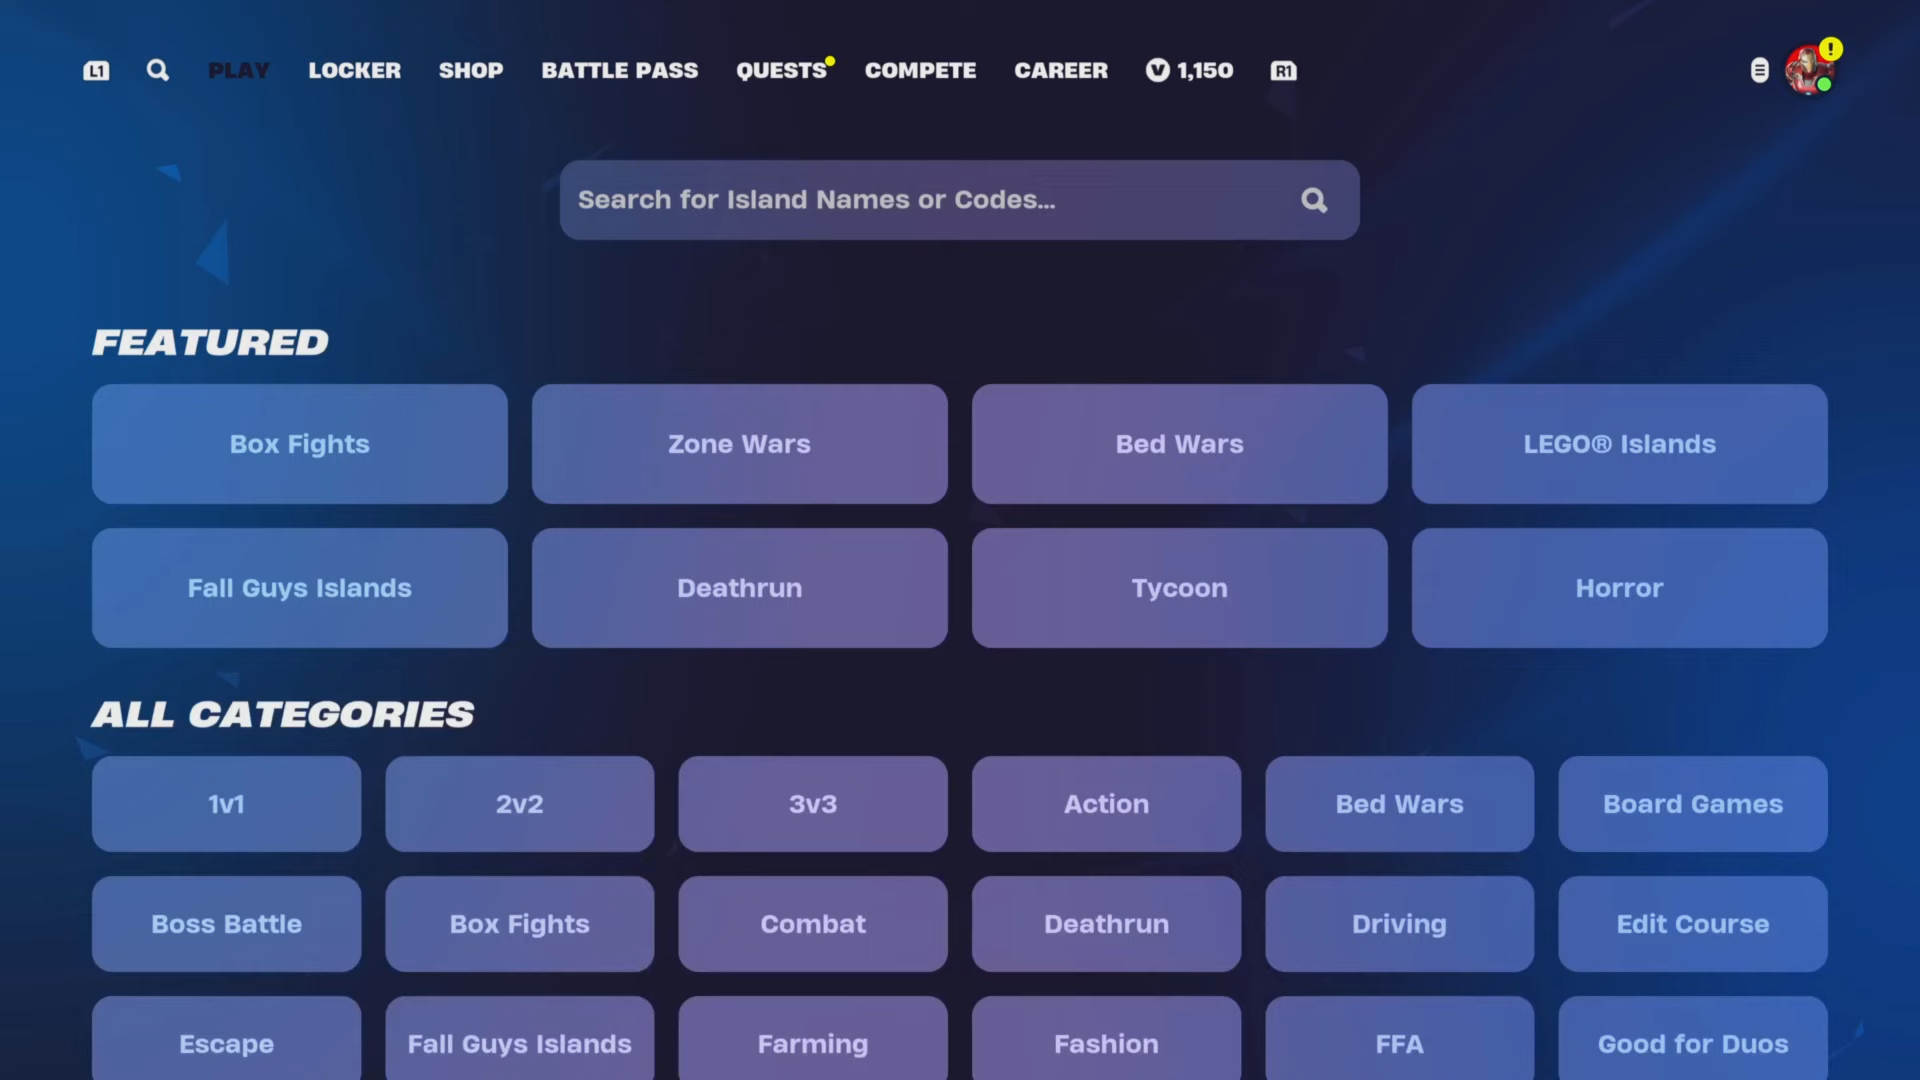 L1 PLAY LOCKER SHOP BATTLE PASS QUESTS COMPETE CAREER V 1,150 R1 !
Search for Island Names or Codes...
FEATURED
Box Fights Zone Wars Bed Wars LEGO® Islands
Fall Guys Islands Deathrun Tycoon Horror
ALL CATEGORIES
1v1 2v2 3v3 Action Bed Wars Board Games
Boss Battle Box Fights Combat Deathrun Driving Edit Course
Escape Fall Guys Islands Farming Fashion FFA Good for Duos